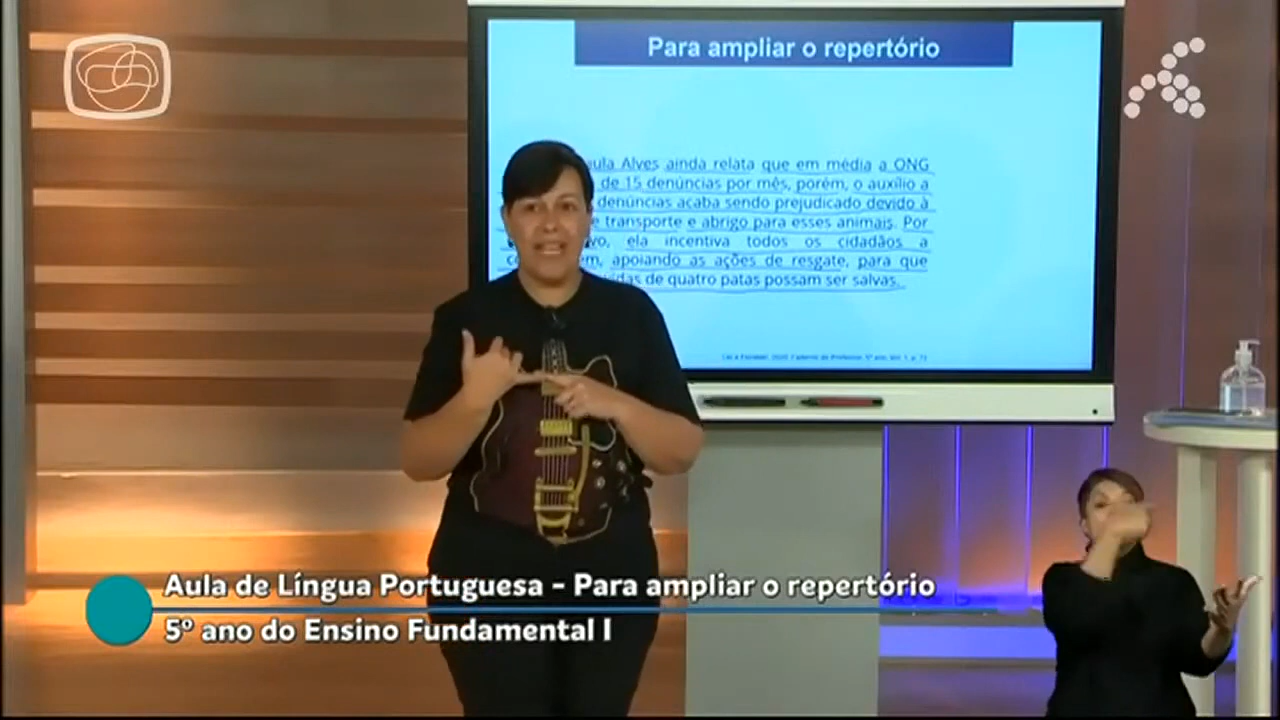 Para ampliar o repertório
ula Alves ainda relata que em média a ONG
de 15 denúncias por mês, porém, o auxílio a
denúncias acaba sendo prejudicado devido à
e transporte e abrigo para esses animais. Por
vo, ela incentiva todos os cidadãos a
em, apoiando as ações de resgate, para que
das de quatro patas possam ser salvas.
Aula de Língua Portuguesa - Para ampliar o repertório
5º ano do Ensino Fundamental I